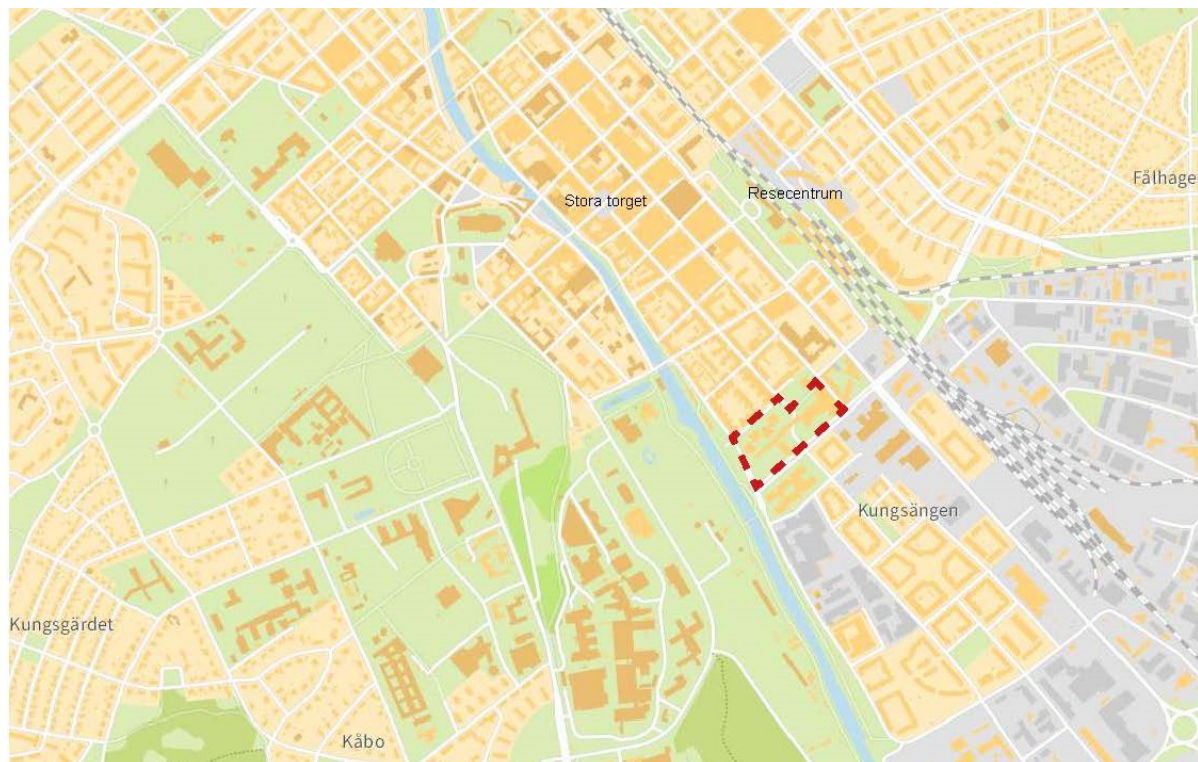 Fålhage
Resecentrum
Stora torget
Kungsängen
Kungsgärdet
Kåbo